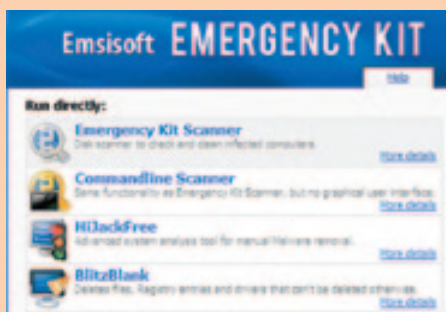 Emsisoft EMERGENCY KIT
Help
Run directly:
Emergency Kit Scanner
Disk scanner to check and clean infected computers.
More details
Commandline Scanner
Same functionality as Emergency Kit Scanner, but no graphical user interface.
More details
HiJackFree
Advanced system analysis tool for manual Malware removal.
More details
BlitzBlank
Deletes files, Registry entries and drivers that can't be deleted otherwise.
More details